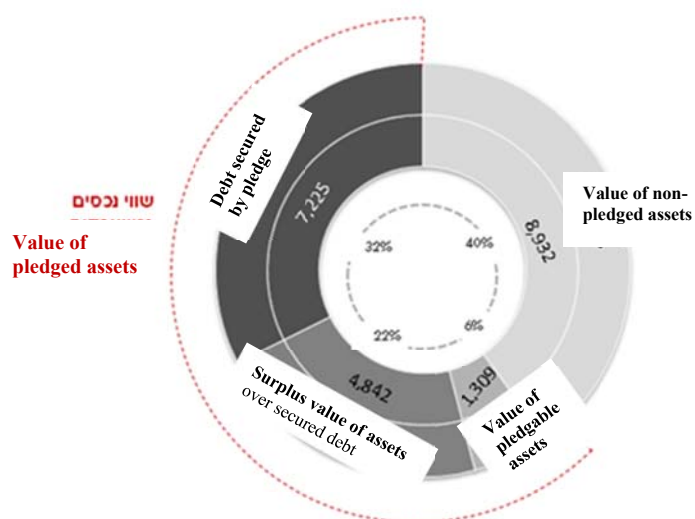 Debt secured
by pledge
7,225
שווי נכסים
Value of
pledged assets
Value of non-
pledged assets
8,932
32%
40%
22%
6%
4,842
1,309
Surplus value of assets
over secured debt
Value of
pledgable
assets